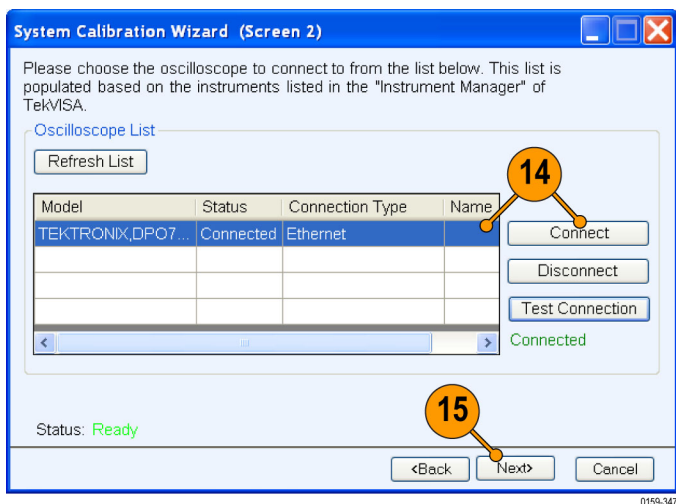 System Calibration Wizard (Screen 2)
Please choose the oscilloscope to connect to from the list below. This list is
populated based on the instruments listed in the "Instrument Manager" of
TekVISA.
Oscilloscope List
Refresh List
14
Model Status Connection Type Name
TEKTRONIX,DPO7... Connected Ethernet
Connect
Disconnect
Test Connection
Connected
15
Status: Ready
<Back Next> Cancel
0159-347